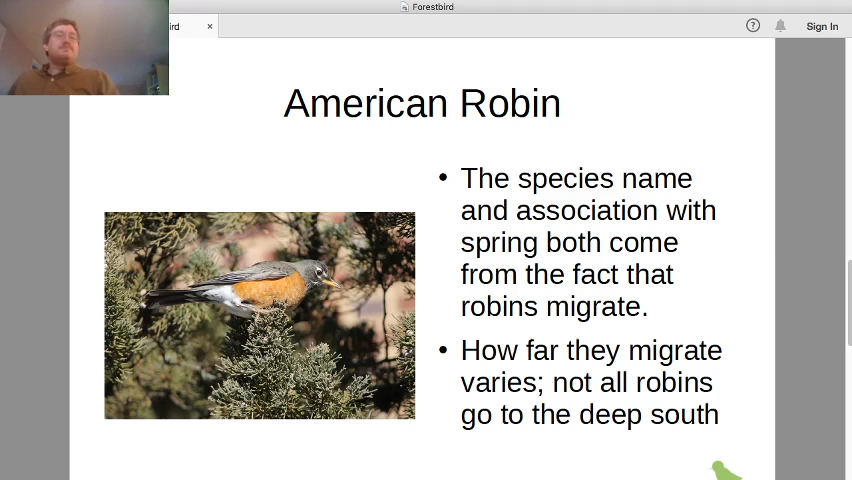 Forestbird
ird ×
? Sign In
American Robin
• The species name
and association with
spring both come
from the fact that
robins migrate.
• How far they migrate
varies; not all robins
go to the deep south